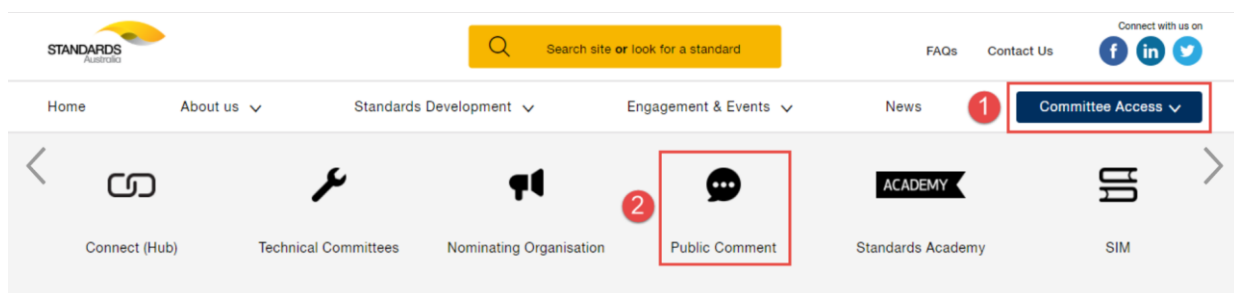 Connect with us on
STANDARDS
Australia
Search site or look for a standard
FAQs
Contact Us
f
in
Home
About us
Standards Development
Engagement & Events
News
1
Committee Access
2
ACADEMY
Connect (Hub)
Technical Committees
Nominating Organisation
Public Comment
Standards Academy
SIM